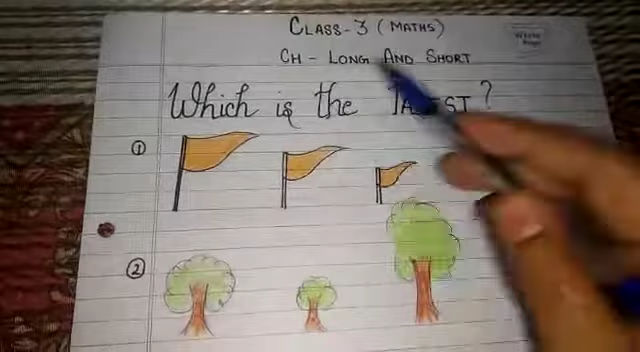 CLASS-3 (MATHS)
CH - LONG AND SHORT
Which is the ?
①
②